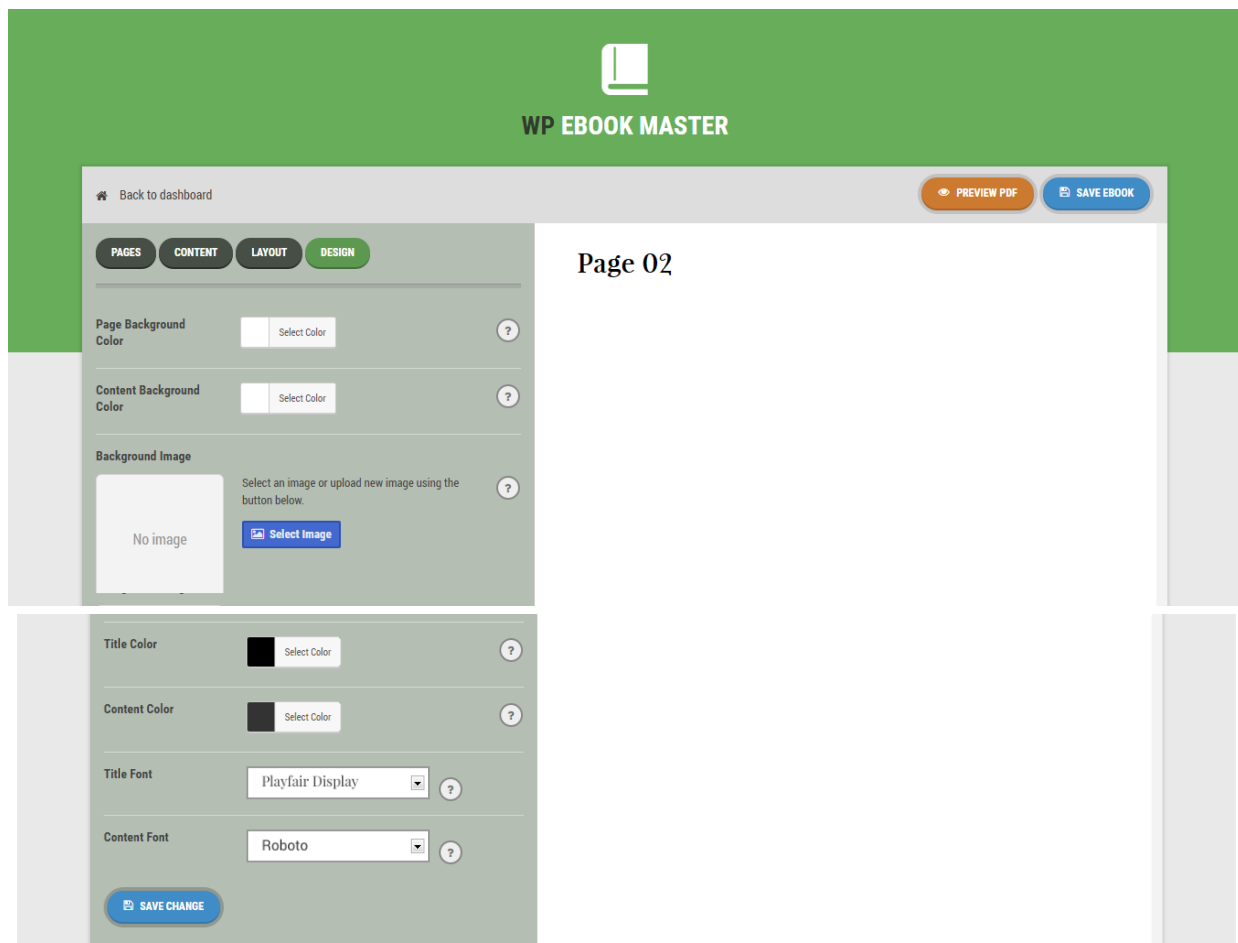 WP EBOOK MASTER
Back to dashboard
PREVIEW PDF
SAVE EBOOK
PAGES
CONTENT
LAYOUT
DESIGN
Page 02
Page Background
Color
Select Color
?
Content Background
Color
Select Color
?
Background Image
No image
Select an image or upload new image using the
button below.
Select Image
?
Title Color
Select Color
?
Content Color
Select Color
?
Title Font
Playfair Display
?
Content Font
Roboto
?
SAVE CHANGE